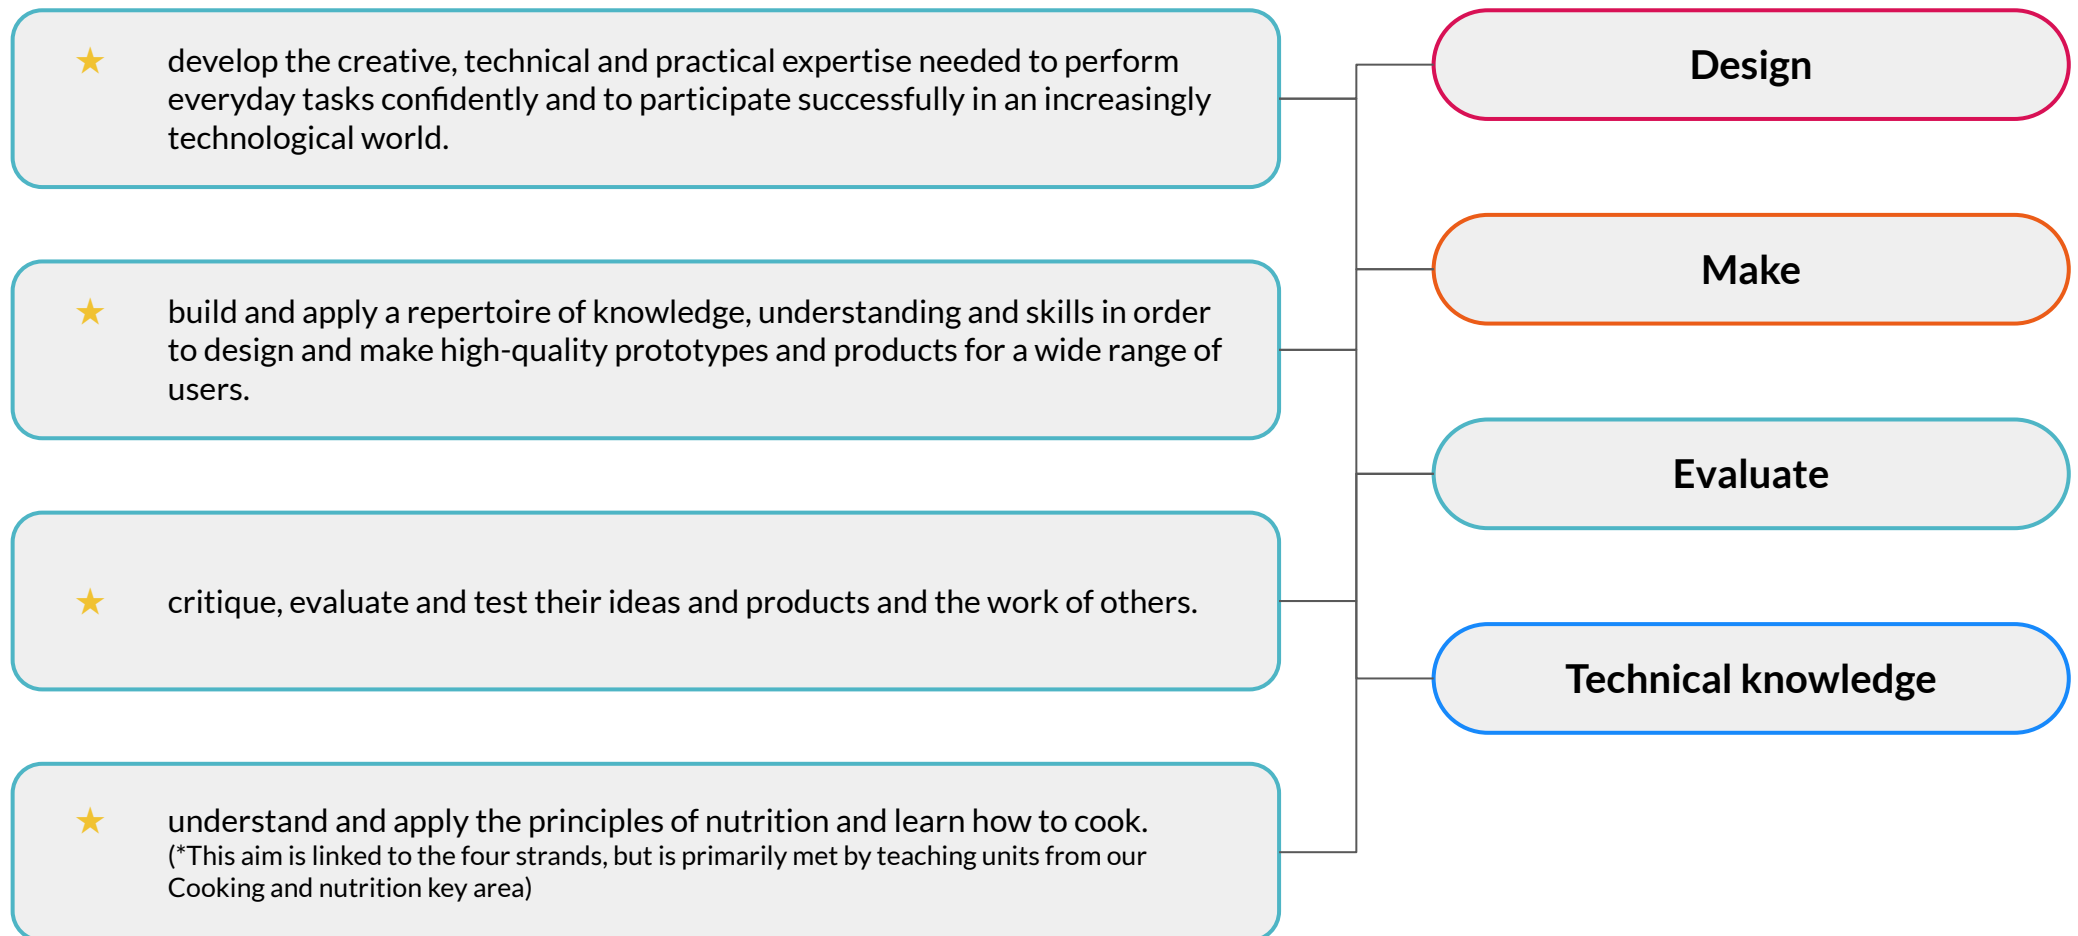 ★ develop the creative, technical and practical expertise needed to perform
everyday tasks confidently and to participate successfully in an increasingly
technological world.
★ build and apply a repertoire of knowledge, understanding and skills in order
to design and make high-quality prototypes and products for a wide range of
users.
★ critique, evaluate and test their ideas and products and the work of others.
★ understand and apply the principles of nutrition and learn how to cook.
(*This aim is linked to the four strands, but is primarily met by teaching units from our
Cooking and nutrition key area)
Design
Make
Evaluate
Technical knowledge